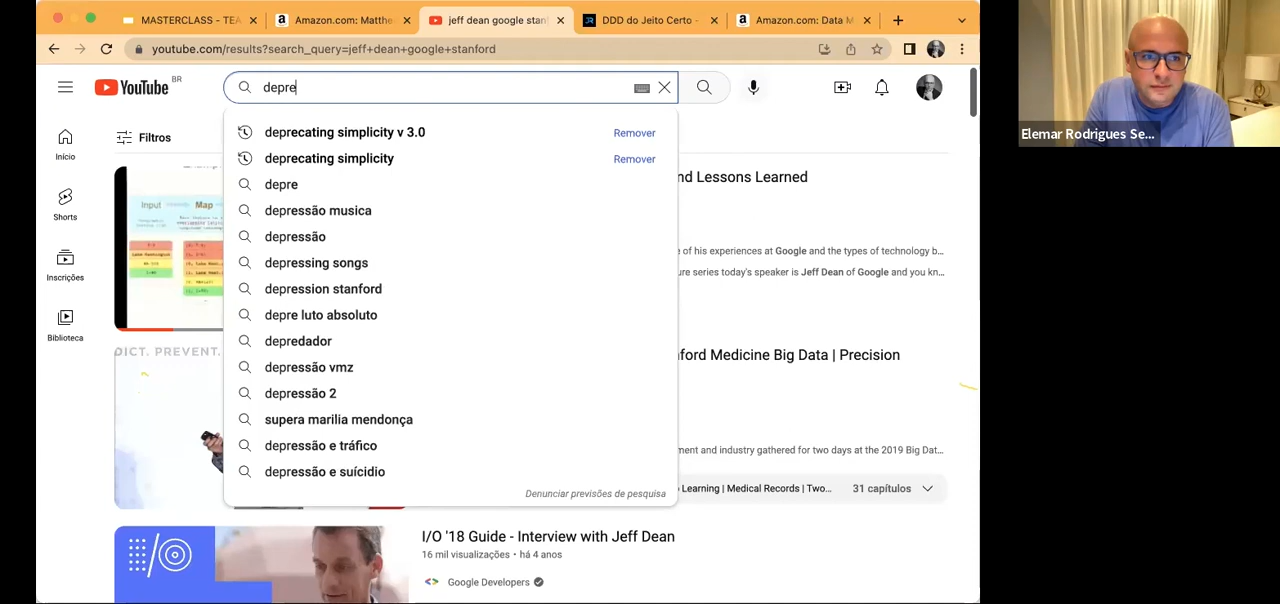 MASTERCLASS - TEA
Amazon.com: Matthe
jeff dean google stan
DDD do Jeito Certo -
Amazon.com: Data M
youtube.com/results?search_query=jeff+dean+google+stanford
YouTube BR
depre
deprecating simplicity v 3.0 Remover
deprecating simplicity Remover
depre
depressão musica
depressão
depressing songs
depression stanford
depre luto absoluto
depredador
depressão vmz
depressão 2
supera marilia mendonça
depressão e tráfico
depressão e suícidio
Denunciar previsões de pesquisa
Início
Shorts
Inscrições
Biblioteca
Filtros
Input Map
nd Lessons Learned
e of his experiences at Google and the types of technology b...
ure series today's speaker is Jeff Dean of Google and you kn...
DICT. PREVENT.
nford Medicine Big Data | Precision
ment and industry gathered for two days at the 2019 Big Dat...
Learning | Medical Records | Two... 31 capítulos
I/O '18 Guide - Interview with Jeff Dean
16 mil visualizações • há 4 anos
Google Developers
Elemar Rodrigues Se...